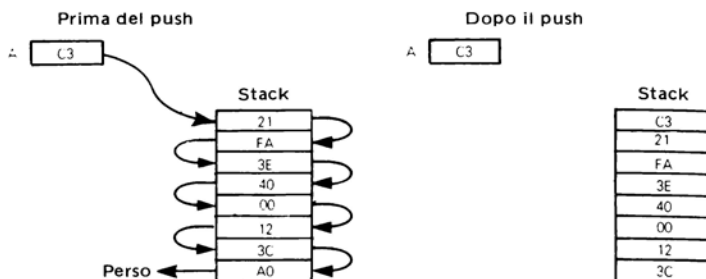 Prima del push
A C3
Stack
21
FA
3E
40
00
12
3C
A0
Perso
Dopo il push
A C3
Stack
C3
21
FA
3E
40
00
12
3C